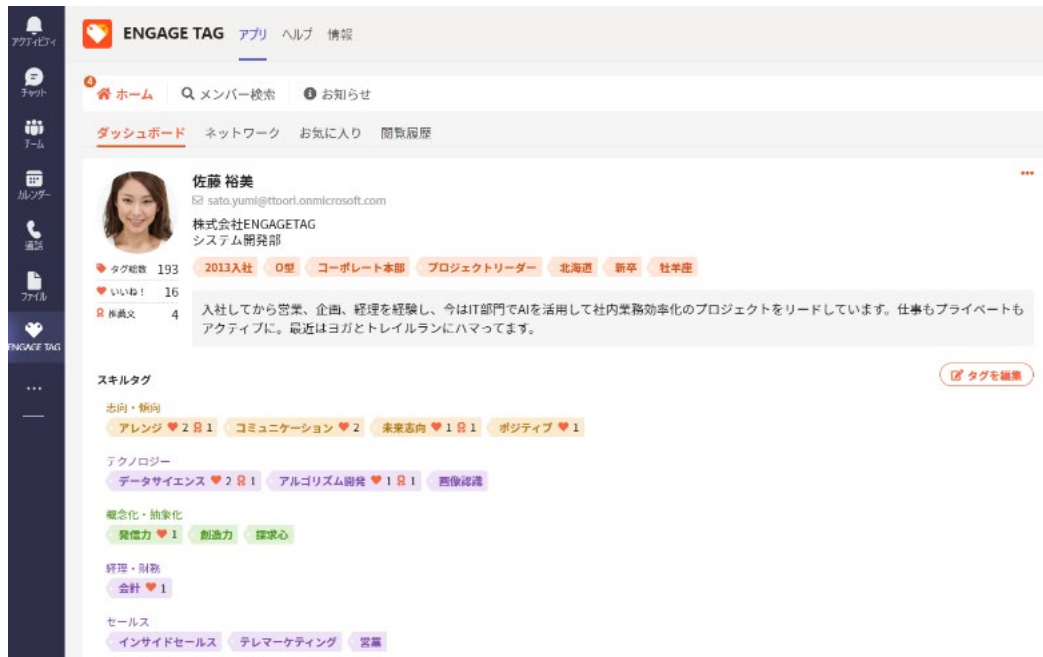 アクティビティ
チャット
チーム
カレンダー
通話
ファイル
ENGAGE TAG
ENGAGE TAG アプリ ヘルプ 情報
4
ホーム メンバー検索 お知らせ
ダッシュボード ネットワーク お気に入り 閲覧履歴
佐藤 裕美
sato.yumi@ttoori.onmicrosoft.com
株式会社ENGAGETAG
システム開発部
タグ総数 193
いいね! 16
推薦文 4
2013入社 O型 コーポレート本部 プロジェクトリーダー 北海道 新卒 牡羊座
入社してから営業、企画、経理を経験し、今はIT部門でAIを活用して社内業務効率化のプロジェクトをリードしています。仕事もプライベートも
アクティブに。最近はヨガとトレイルランにハマってます。
スキルタグ タグを編集
志向・傾向
アレンジ 2 1 コミュニケーション 2 未来志向 1 1 ポジティブ 1
テクノロジー
データサイエンス 2 1 アルゴリズム開発 1 1 画像認識
概念化・抽象化
発信力 1 創造力 探求心
経理・財務
会計 1
セールス
インサイドセールス テレマーケティング 営業